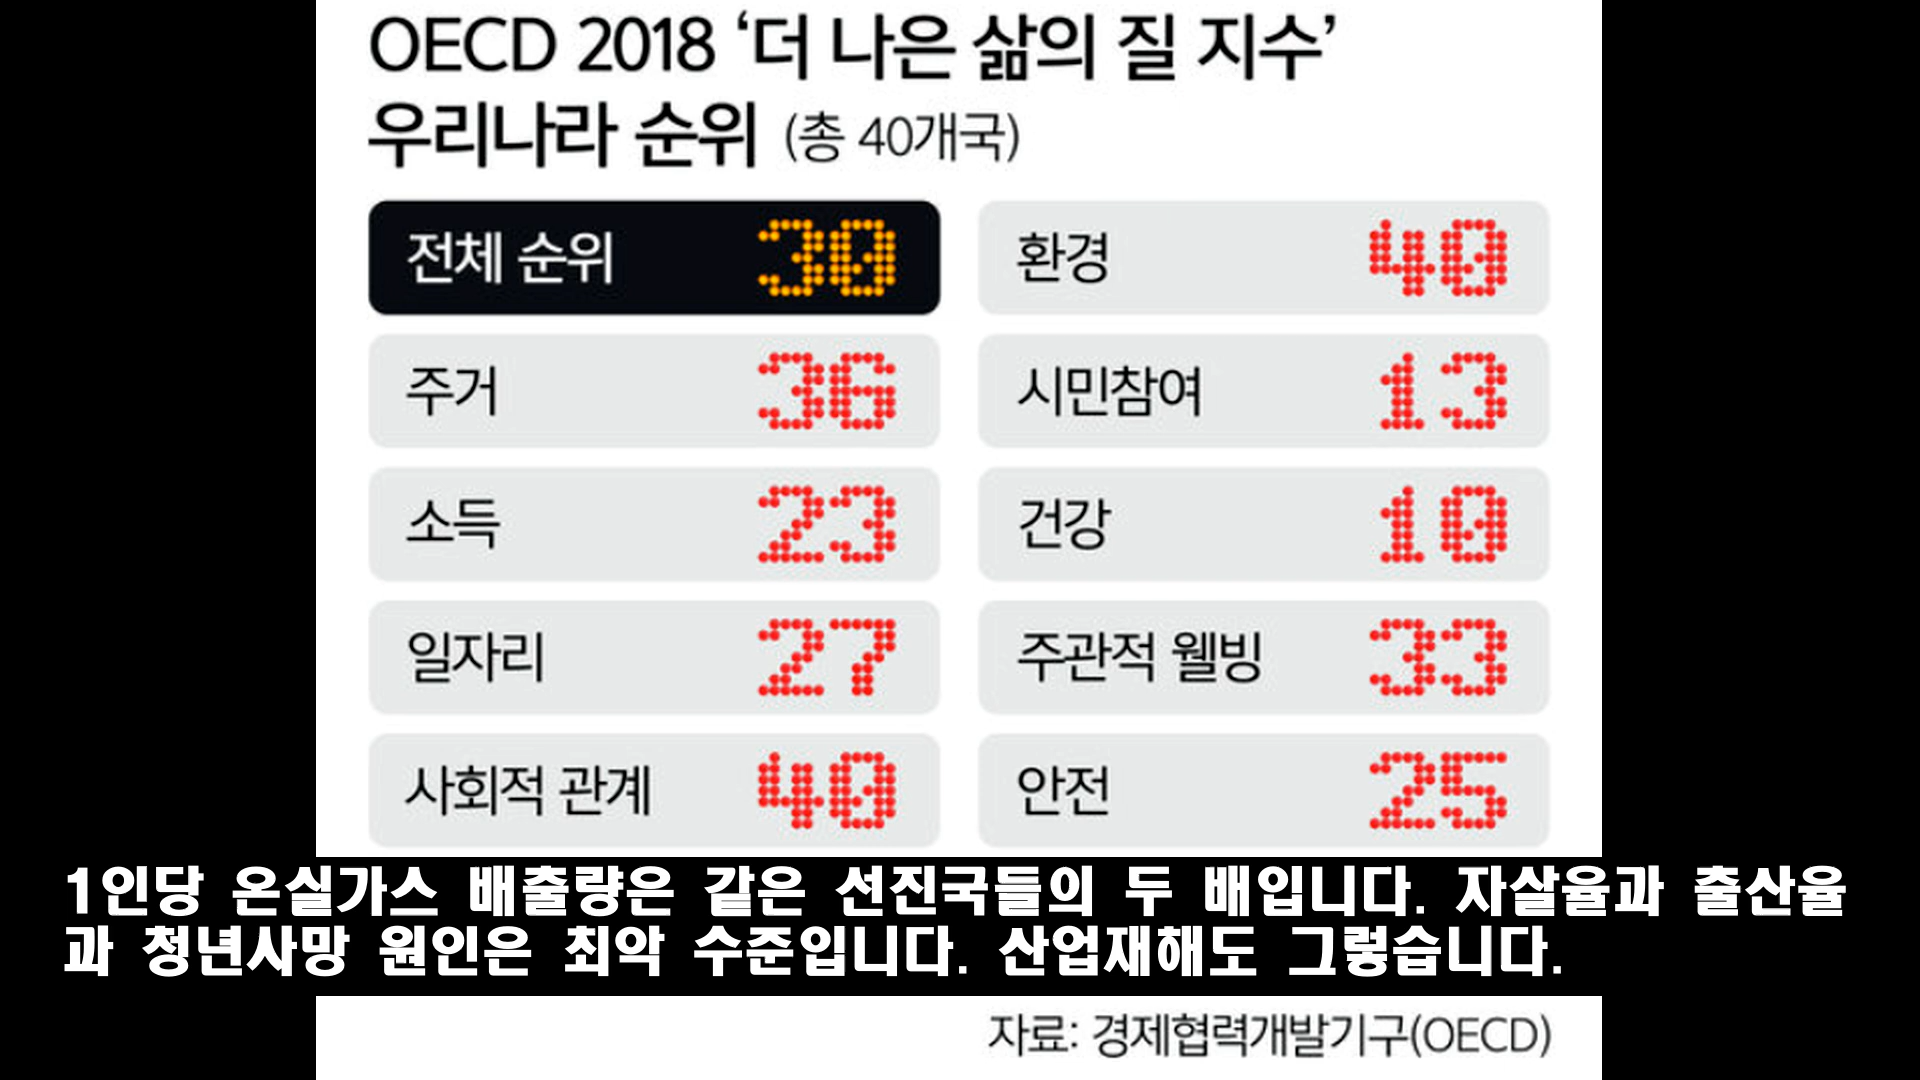 OECD 2018 ‘더 나은 삶의 질 지수’
우리나라 순위 (총 40개국)
전체 순위 30
환경 40
주거 36
시민참여 13
소득 23
건강 10
일자리 27
주관적 웰빙 33
사회적 관계 40
안전 25
1인당 온실가스 배출량은 같은 선진국들의 두 배입니다. 자살율과 출산율
과 청년사망 원인은 최악 수준입니다. 산업재해도 그렇습니다.
자료: 경제협력개발기구(OECD)